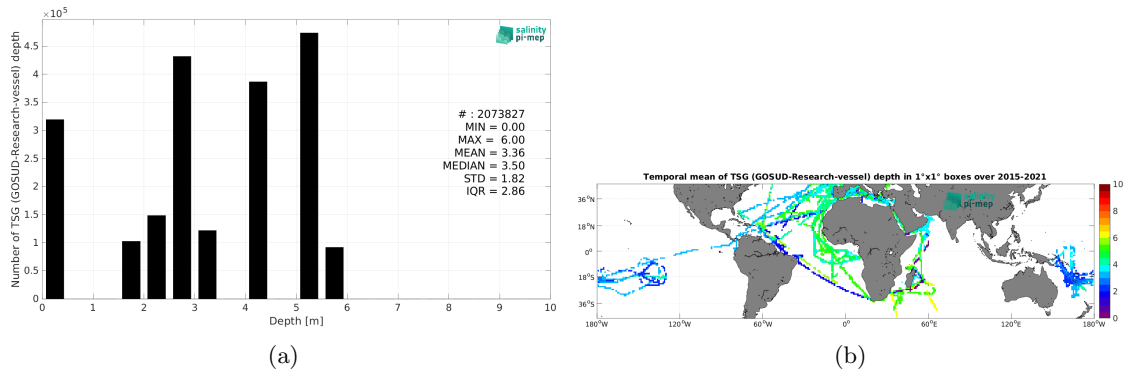 ×10⁵
salinity
pi-mep
4.5
4
3.5
3
2.5
2
1.5
1
0.5
0
Number of TSG (GOSUD-Research-vessel) depth
# : 2073827
MIN = 0.00
MAX = 6.00
MEAN = 3.36
MEDIAN = 3.50
STD = 1.82
IQR = 2.86
0 1 2 3 4 5 6 7 8 9 10
Depth [m]
(a)
Temporal mean of TSG (GOSUD-Research-vessel) depth in 1°x1° boxes over 2015-2021
salinity
pi-mep
36°N
18°N
0°
18°S
36°S
180°W 120°W 60°W 0° 60°E 120°E 180°W
10
8
6
4
2
0
(b)